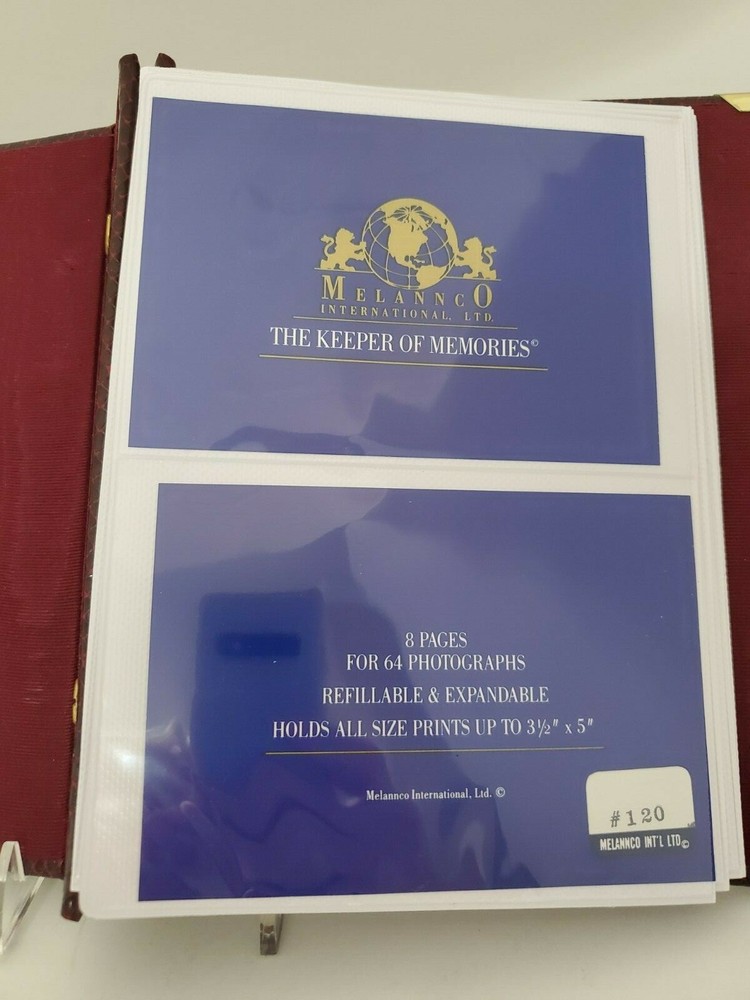 MELANNCO
INTERNATIONAL, LTD.
THE KEEPER OF MEMORIES©
8 PAGES
FOR 64 PHOTOGRAPHS
REFILLABLE & EXPANDABLE
HOLDS ALL SIZE PRINTS UP TO 3½″ x 5″
Melannco International, Ltd. ©
#120
MELANNCO INT'L LTD©